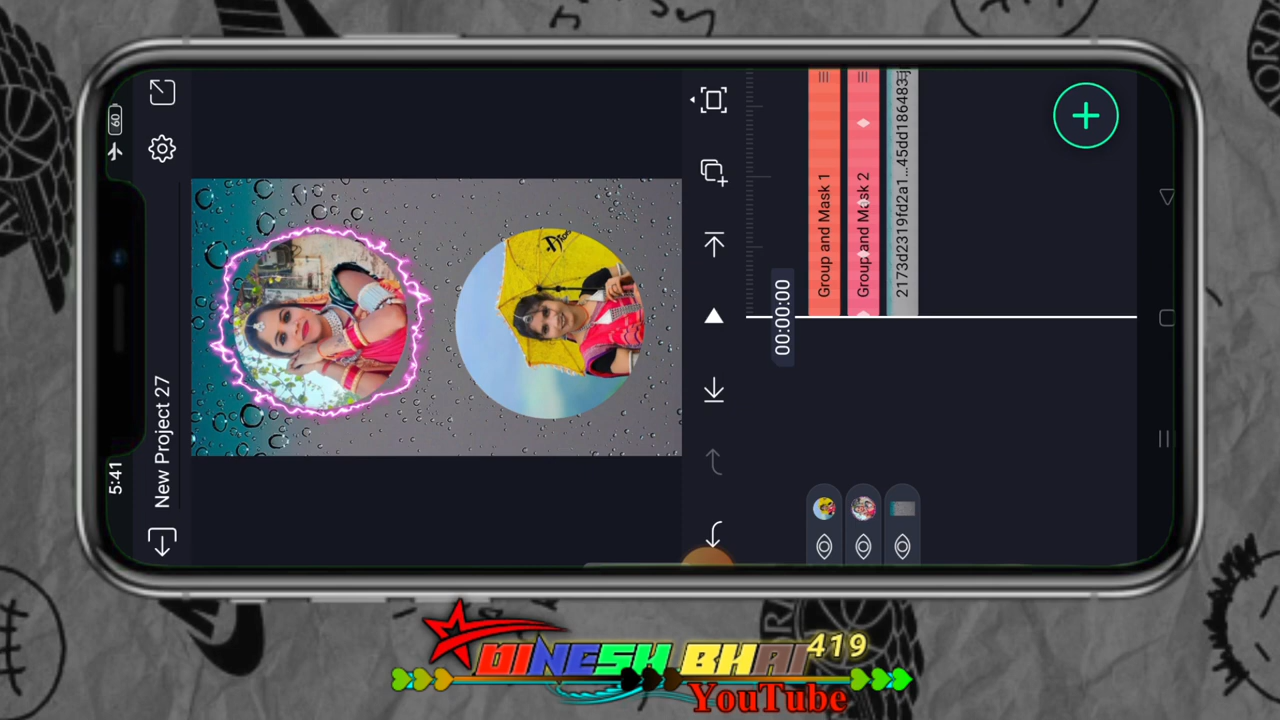 5:41
60
New Project 27
00:00:00
Group and Mask 1
Group and Mask 2
2173d2319fd2a1...45dd186483.j
DINESH BHAI 419
YouTube